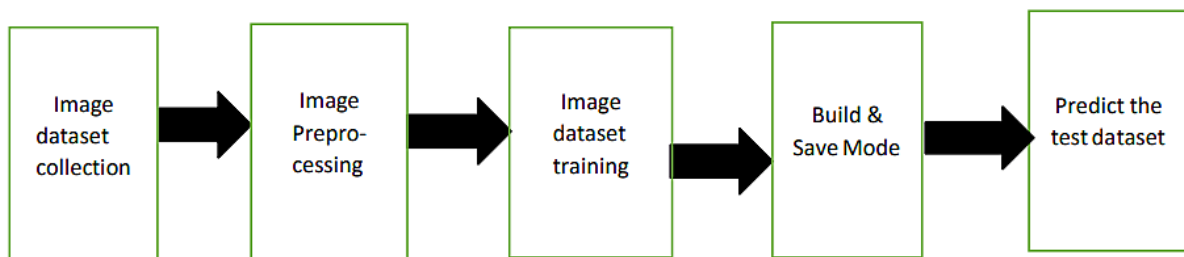 Image
dataset
collection
Image
Prepro-
cessing
Image
dataset
training
Build &
Save Mode
Predict the
test dataset